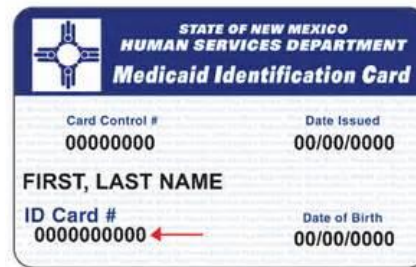 STATE OF NEW MEXICO
HUMAN SERVICES DEPARTMENT
Medicaid Identification Card
Card Control # Date Issued
00000000 00/00/0000
FIRST, LAST NAME
ID Card # Date of Birth
0000000000 00/00/0000